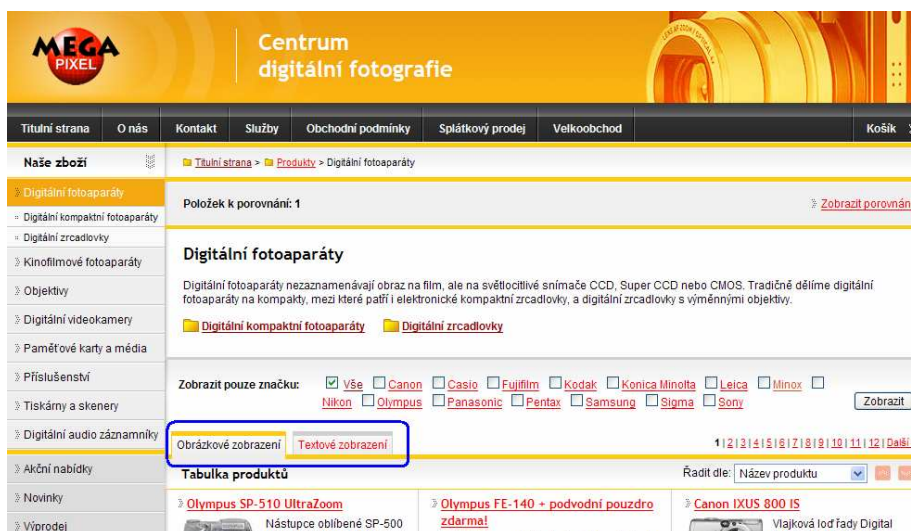 MEGA
PIXEL
Centrum
digitální fotografie
Titulní strana O nás Kontakt Služby Obchodní podmínky Splátkový prodej Velkoobchod Košík
Naše zboží
Titulní strana > Produkty > Digitální fotoaparáty
Digitální fotoaparáty
Digitální kompaktní fotoaparáty
Digitální zrcadlovky
Kinofilmové fotoaparáty
Objektivy
Digitální videokamery
Paměťové karty a média
Příslušenství
Tiskárny a skenery
Digitální audio záznamníky
Akční nabídky
Novinky
Výprodej
Položek k porovnání: 1
Zobrazit porovnán
Digitální fotoaparáty
Digitální fotoaparáty nezaznamenávají obraz na film, ale na světlocitlivé snímače CCD, Super CCD nebo CMOS. Tradičně dělíme digitální
fotoaparáty na kompakty, mezi které patří i elektronické kompaktní zrcadlovky, a digitální zrcadlovky s výměnnými objektivy.
Digitální kompaktní fotoaparáty Digitální zrcadlovky
Zobrazit pouze značku: Vše Canon Casio Fujifilm Kodak Konica Minolta Leica Minox
Nikon Olympus Panasonic Pentax Samsung Sigma Sony Zobrazit
Obrázkové zobrazení Textové zobrazení
1 | 2 | 3 | 4 | 5 | 6 | 7 | 8 | 9 | 10 | 11 | 12 | Další
Tabulka produktů
Řadit dle: Název produktu
Olympus SP-510 UltraZoom
Nástupce oblíbené SP-500
Olympus FE-140 + podvodní pouzdro
zdarma!
Canon IXUS 800 IS
Vlajková loď řady Digital